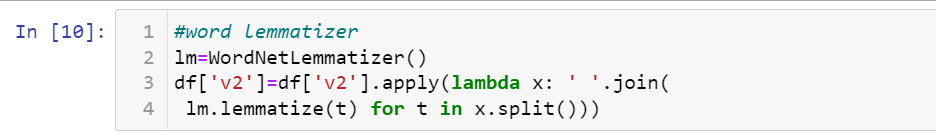 In [10]:
1 #word lemmatizer
2 lm=WordNetLemmatizer()
3 df['v2']=df['v2'].apply(lambda x: ' '.join(
4  lm.lemmatize(t) for t in x.split()))